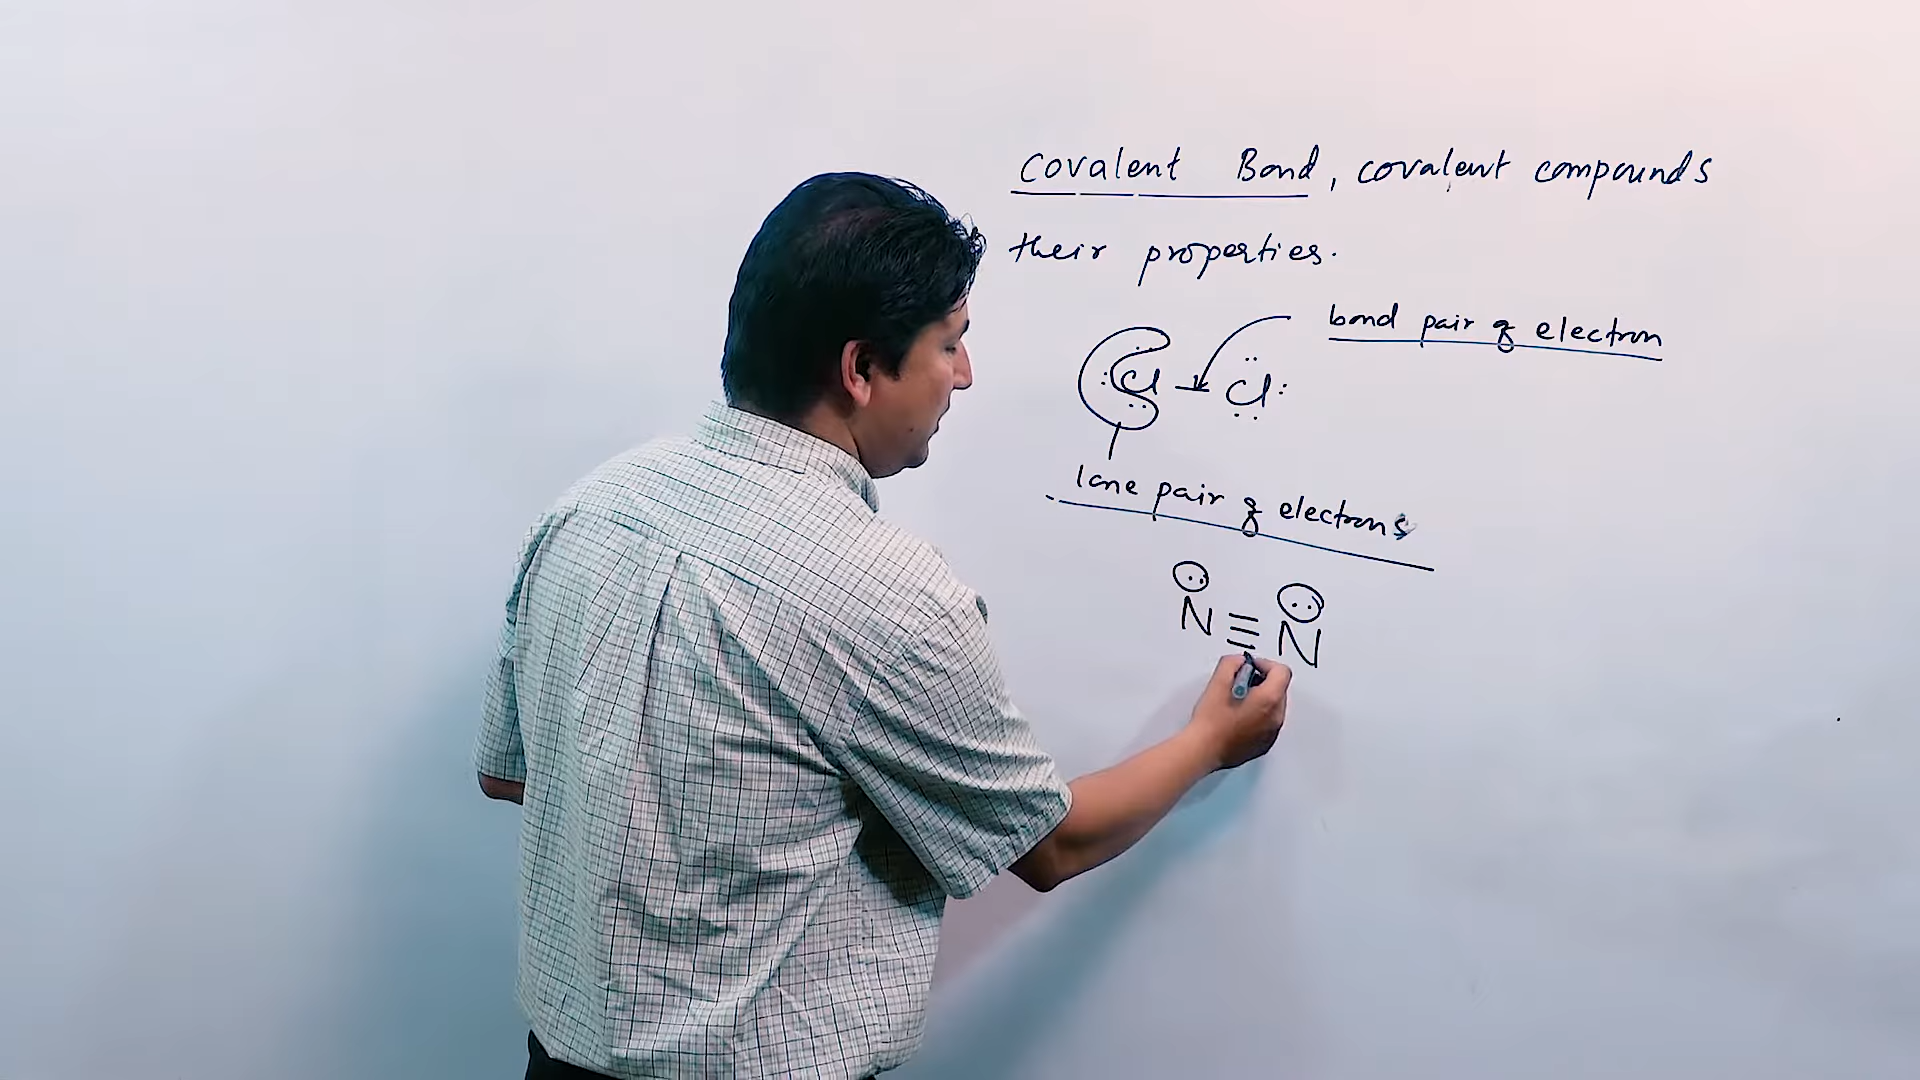 Covalent Bond, covalent compounds
their properties.
bond pair of electron
:Cl — Cl:
lone pair of electrons
N ≡ N